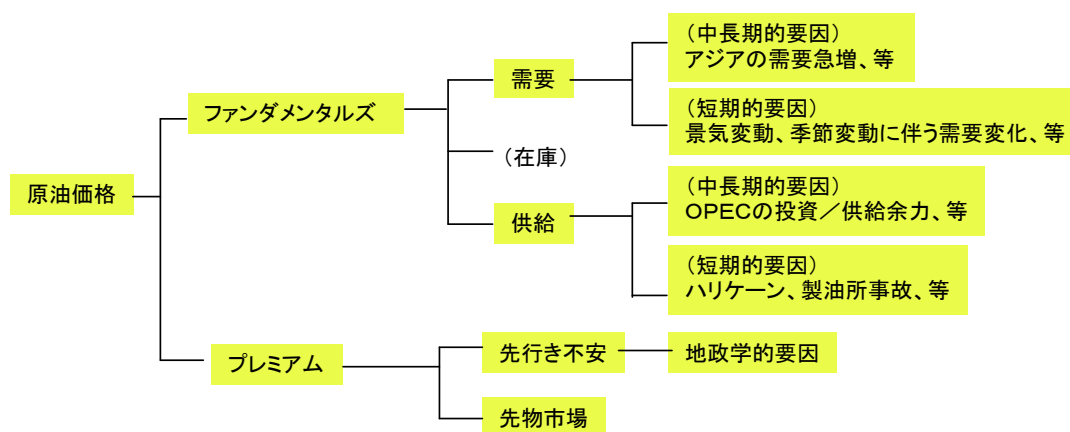 原油価格
ファンダメンタルズ
需要
（中長期的要因）
アジアの需要急増、等
（短期的要因）
景気変動、季節変動に伴う需要変化、等
（在庫）
供給
（中長期的要因）
OPECの投資／供給余力、等
（短期的要因）
ハリケーン、製油所事故、等
プレミアム
先行き不安
地政学的要因
先物市場